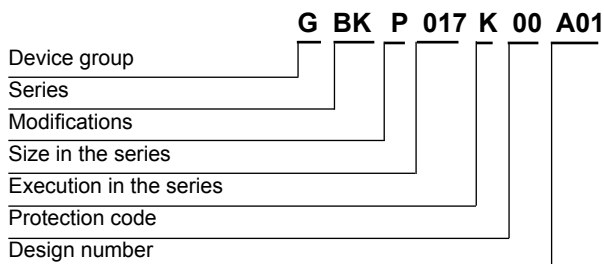 G BK P 017 K 00 A01
Device group
Series
Modifications
Size in the series
Execution in the series
Protection code
Design number